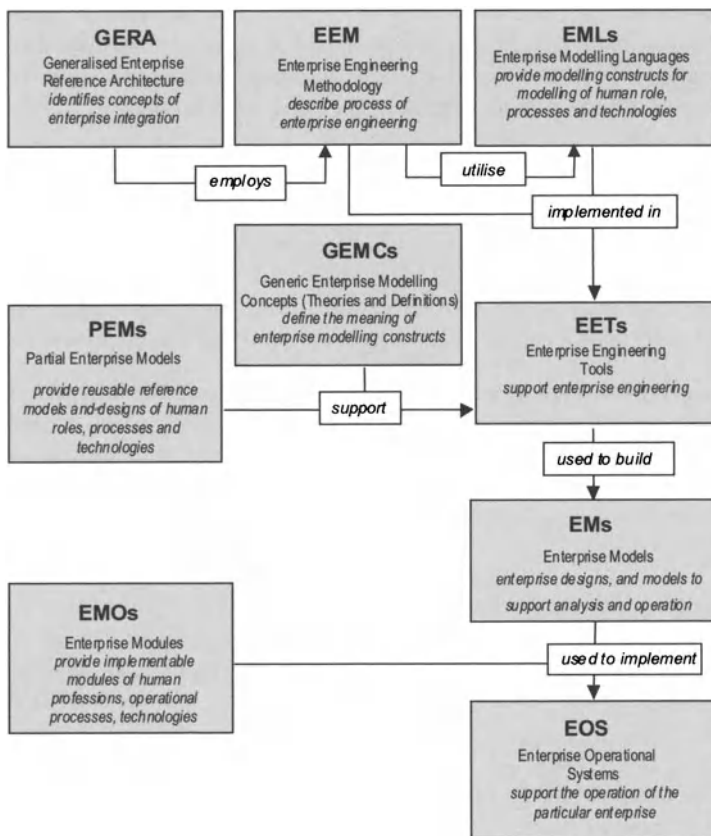 GERA
Generalised Enterprise
Reference Architecture
identifies concepts of
enterprise integration
EEM
Enterprise Engineering
Methodology
describe process of
enterprise engineering
EMLs
Enterprise Modelling Languages
provide modelling constructs for
modelling of human role,
processes and technologies
employs
utilise
implemented in
GEMCs
Generic Enterprise Modelling
Concepts (Theories and Definitions)
define the meaning of
enterprise modelling constructs
PEMs
Partial Enterprise Models
provide reusable reference
models and-designs of human
roles, processes and
technologies
support
EETs
Enterprise Engineering
Tools
support enterprise engineering
used to build
EMs
Enterprise Models
enterprise designs, and models to
support analysis and operation
EMOs
Enterprise Modules
provide implementable
modules of human
professions, operational
processes, technologies
used to implement
EOS
Enterprise Operational
Systems
support the operation of the
particular enterprise